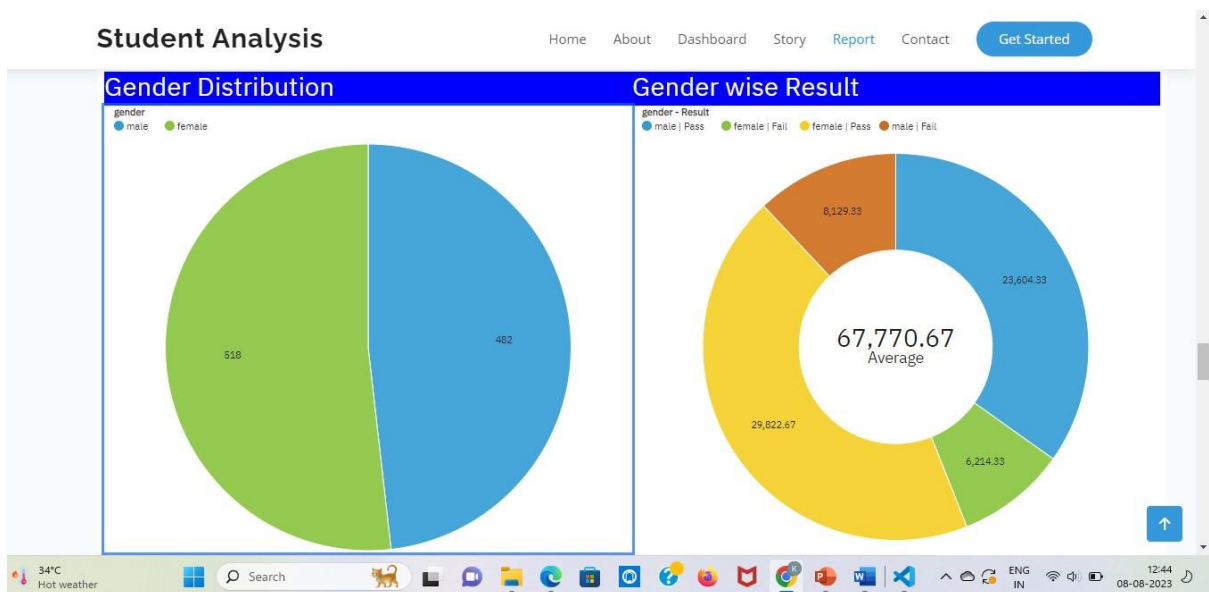 Student Analysis
Home About Dashboard Story Report Contact Get Started
Gender Distribution
gender
male female
518
482
Gender wise Result
gender - Result
male | Pass female | Fail female | Pass male | Fail
8,129.33
23,604.33
67,770.67
Average
29,822.67
6,214.33
34°C
Hot weather
Search
ENG
IN
12:44
08-08-2023